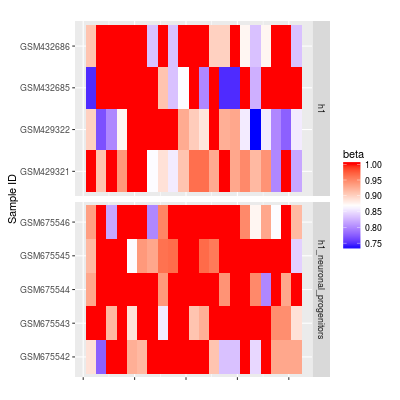 GSM432686
GSM432685
GSM429322
GSM429321
h1
GSM675546
GSM675545
GSM675544
GSM675543
GSM675542
h1_neuronal_progenitors
Sample ID
beta
1.00
0.95
0.90
0.85
0.80
0.75